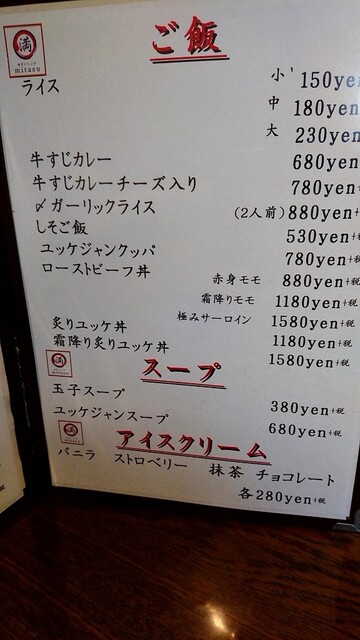 満
mitasu
ご飯
ライス
小 150yen
中 180yen
大 230yen
牛すじカレー 680yen
牛すじカレーチーズ入り 780yen
〆ガーリックライス (2人前) 880yen+
しそご飯 530yen+税
ユッケジャンクッパ 780yen+税
ローストビーフ丼 赤身モモ 880yen+税
霜降りモモ 1180yen+税
極みサーロイン 1580yen+税
炙りユッケ丼 1180yen+税
霜降り炙りユッケ丼 1580yen+税
満
スープ
玉子スープ 380yen+税
ユッケジャンスープ 680yen+税
満
アイスクリーム
バニラ ストロベリー 抹茶 チョコレート
各280yen+税